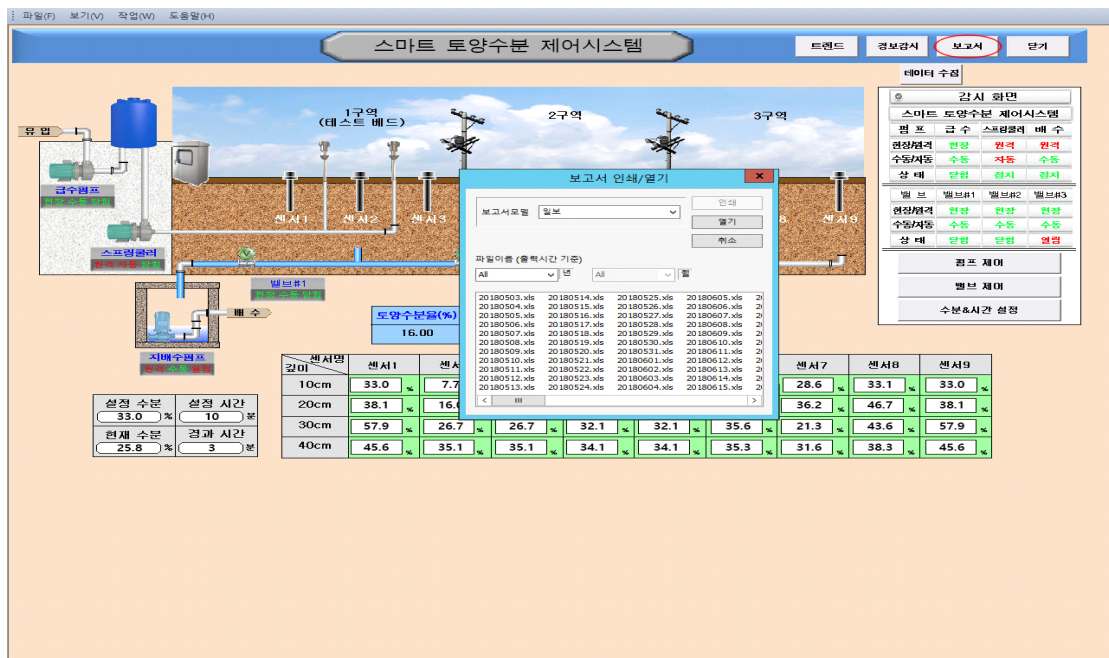 파일(F) 보기(V) 작업(W) 도움말(H)
스마트 토양수분 제어시스템
트렌드 경보감시 보고서 닫기
데이터 수집
감시 화면
스마트 토양수분 제어시스템
펌 프 급 수 스프링쿨러 배 수
현장/원격 현장 원격 원격
수동/자동 수동 자동 수동
상 태 닫힘 정지 정지
밸 브 밸브#1 밸브#2 밸브#3
현장/원격 현장 현장 현장
수동/자동 수동 수동 수동
상 태 닫힘 닫힘 열림
펌프 제어
밸브 제어
수분&시간 설정
1구역
(테스트 베드)
2구역
3구역
유 입
급수펌프
스프링쿨러
센서1 센서2 센서3
8 센서9
밸브#1
배 수
지배수펌프
보고서 인쇄/열기
보고서모델 일보
인쇄
열기
취소
파일이름 (출력시간 기준)
All 년 All 월
20180503.xls 20180514.xls 20180525.xls 20180605.xls 2
20180504.xls 20180515.xls 20180526.xls 20180606.xls 2
20180505.xls 20180516.xls 20180527.xls 20180607.xls 2
20180506.xls 20180517.xls 20180528.xls 20180608.xls 2
20180507.xls 20180518.xls 20180529.xls 20180609.xls 2
20180508.xls 20180519.xls 20180530.xls 20180610.xls 2
20180509.xls 20180520.xls 20180531.xls 20180611.xls 2
20180510.xls 20180521.xls 20180601.xls 20180612.xls 2
20180511.xls 20180522.xls 20180602.xls 20180613.xls 2
20180512.xls 20180523.xls 20180603.xls 20180614.xls 2
20180513.xls 20180524.xls 20180604.xls 20180615.xls 2
토양수분율(%)
16.00
센서명
깊이 센서1 센서7 센서8 센서9
10cm 33.0 % 7.7 28.6 % 33.1 % 33.0 %
20cm 38.1 % 16. 36.2 % 46.7 % 38.1 %
30cm 57.9 % 26.7 % 26.7 % 32.1 % 32.1 % 35.6 % 21.3 % 43.6 % 57.9 %
40cm 45.6 % 35.1 % 35.1 % 34.1 % 34.1 % 35.3 % 31.6 % 38.3 % 45.6 %
설정 수분 설정 시간
33.0 % 10 분
현재 수분 경과 시간
25.8 % 3 분